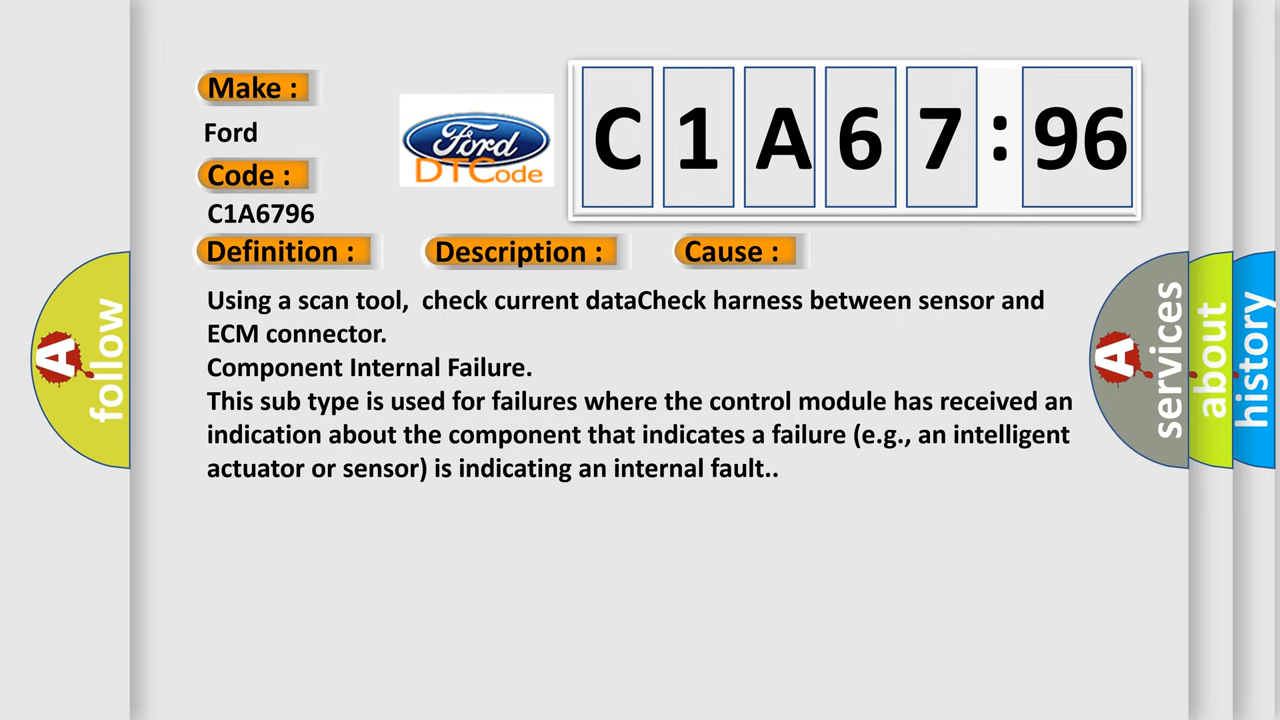 Make :
Ford
Code :
C1A6796
Ford
DTCode
C1A67:96
Definition :
Description :
Cause :
Using a scan tool,  check current dataCheck harness between sensor and
ECM connector.
Component Internal Failure.
This sub type is used for failures where the control module has received an
indication about the component that indicates a failure (e.g., an intelligent
actuator or sensor) is indicating an internal fault..
A follow
A services
about
history